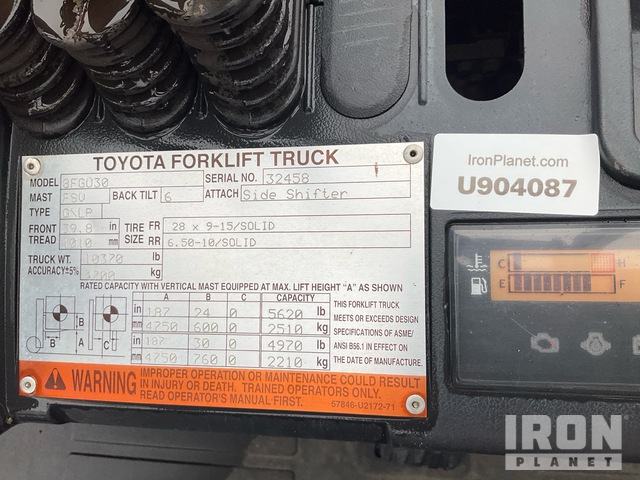 TOYOTA FORKLIFT TRUCK
MODEL 8FGU30 SERIAL NO. 32458
MAST FSV BACK TILT 6 ATTACH Side Shifter
TYPE G&LP
FRONT TREAD 39.8 in 1010 mm
TIRE SIZE FR 28 x 9-15/SOLID
RR 6.50-10/SOLID
TRUCK WT. 10370 lb
ACCURACY±5% kg
RATED CAPACITY WITH VERTICAL MAST EQUIPPED AT MAX. LIFT HEIGHT "A" AS SHOWN
A B C CAPACITY
in 187 24 0 5620 lb
mm 4750 600 0 2510 kg
in 187 30 0 4970 lb
mm 4750 760 0 2210 kg
B
A
B C
THIS FORKLIFT TRUCK
MEETS OR EXCEEDS DESIGN
SPECIFICATIONS OF ASME/
ANSI B56.1 IN EFFECT ON
THE DATE OF MANUFACTURE.
WARNING
IMPROPER OPERATION OR MAINTENANCE COULD RESULT
IN INJURY OR DEATH. TRAINED OPERATORS ONLY.
READ OPERATOR'S MANUAL FIRST.
57846-U2172-71
IronPlanet.com
U904087
C H
E F
IRON
PLANET